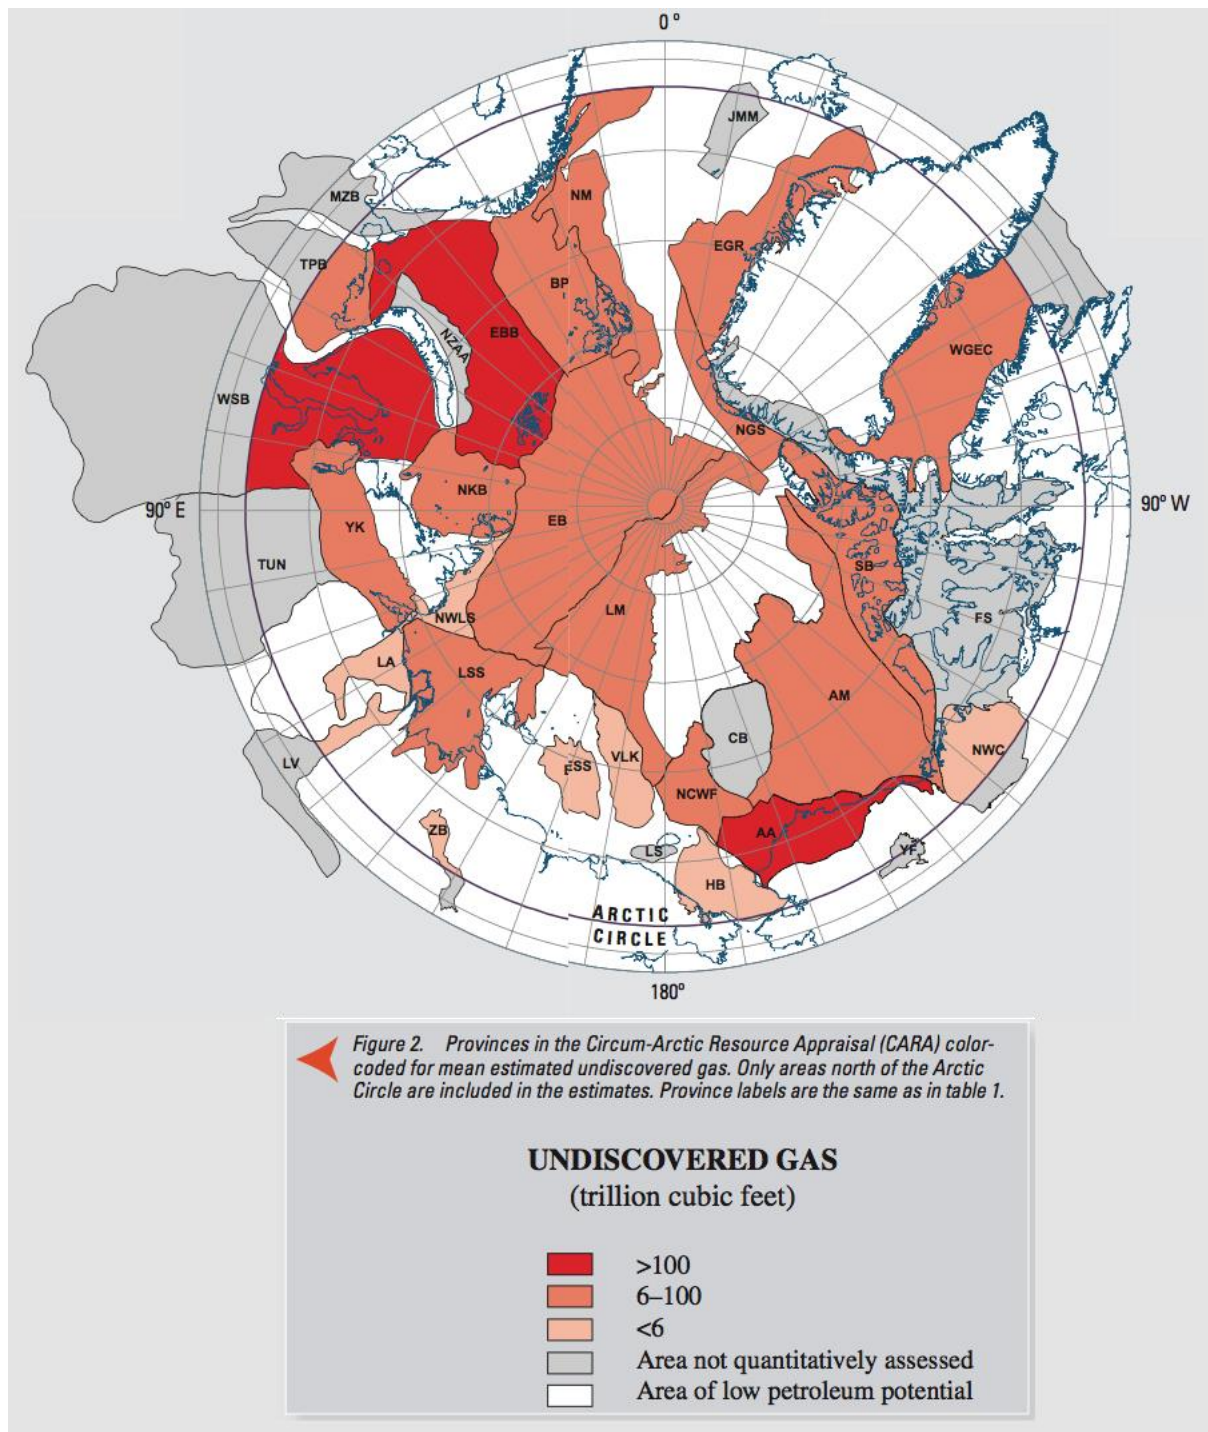 0º
JMM
MZB
NM
EGR
TPB
BP
EBB
NZAA
WGEC
WSB
NGS
NKB
90º E
90º W
YK
EB
TUN
SB
LM
NWLS
FS
LA
LSS
AM
CB
LV
NWC
VLK
ESS
NCWF
ZB
AA
LS
YF
HB
ARCTIC
CIRCLE
180º
Figure 2. Provinces in the Circum-Arctic Resource Appraisal (CARA) color-
coded for mean estimated undiscovered gas. Only areas north of the Arctic
Circle are included in the estimates. Province labels are the same as in table 1.
UNDISCOVERED GAS
(trillion cubic feet)
>100
6–100
<6
Area not quantitatively assessed
Area of low petroleum potential